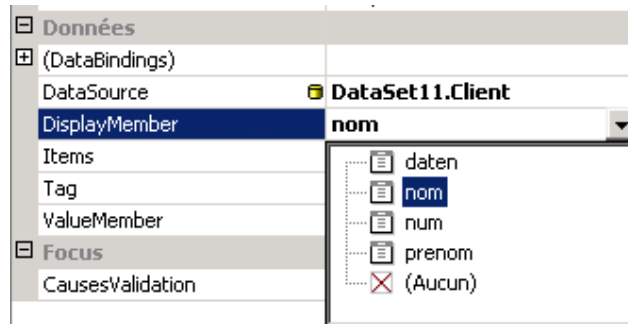 Données
(DataBindings)
DataSource DataSet11.Client
DisplayMember nom
Items daten
Tag nom
ValueMember num
Focus prenom
CausesValidation (Aucun)